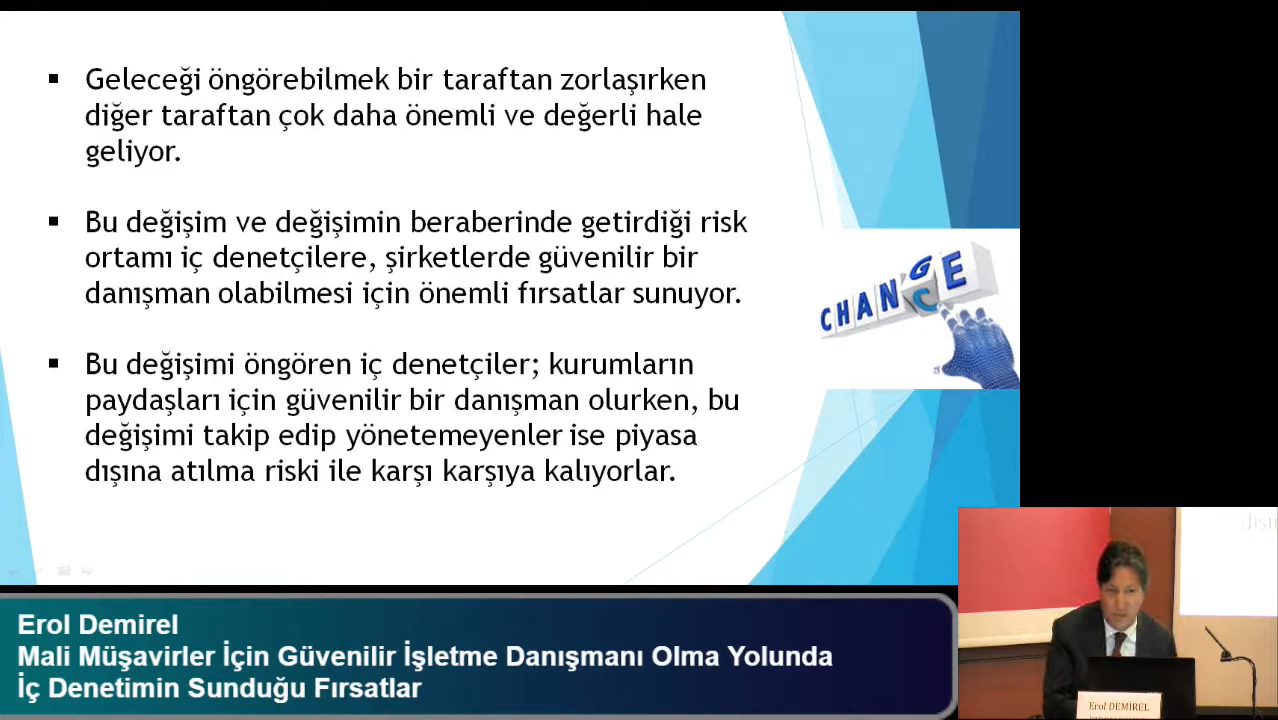 Geleceği öngörebilmek bir taraftan zorlaşırken
diğer taraftan çok daha önemli ve değerli hale
geliyor.
Bu değişim ve değişimin beraberinde getirdiği risk
ortamı iç denetçilere, şirketlerde güvenilir bir
danışman olabilmesi için önemli fırsatlar sunuyor.
Bu değişimi öngören iç denetçiler; kurumların
paydaşları için güvenilir bir danışman olurken, bu
değişimi takip edip yönetemeyenler ise piyasa
dışına atılma riski ile karşı karşıya kalıyorlar.
CHANGE
C
Erol Demirel
Mali Müşavirler İçin Güvenilir İşletme Danışmanı Olma Yolunda
İç Denetimin Sunduğu Fırsatlar
Erol DEMİREL